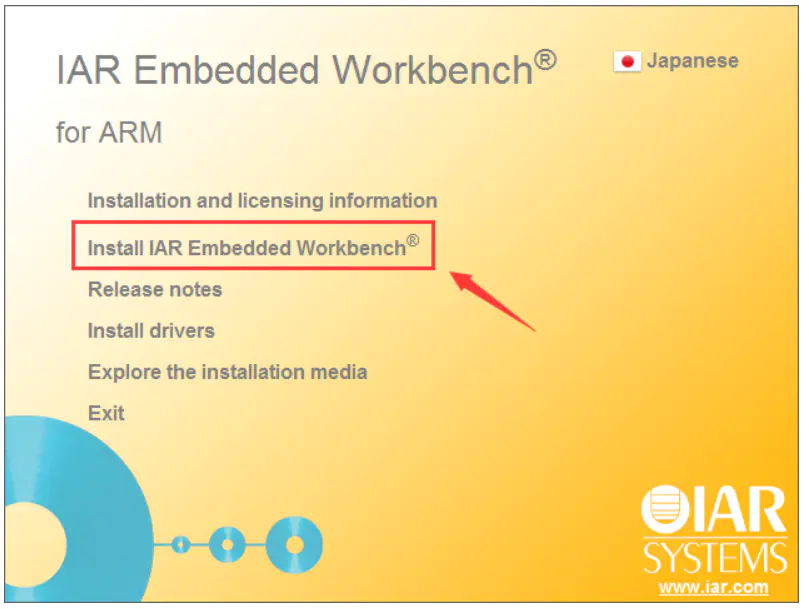 IAR Embedded Workbench®
Japanese
for ARM
Installation and licensing information
Install IAR Embedded Workbench®
Release notes
Install drivers
Explore the installation media
Exit
IAR
SYSTEMS
www.iar.com